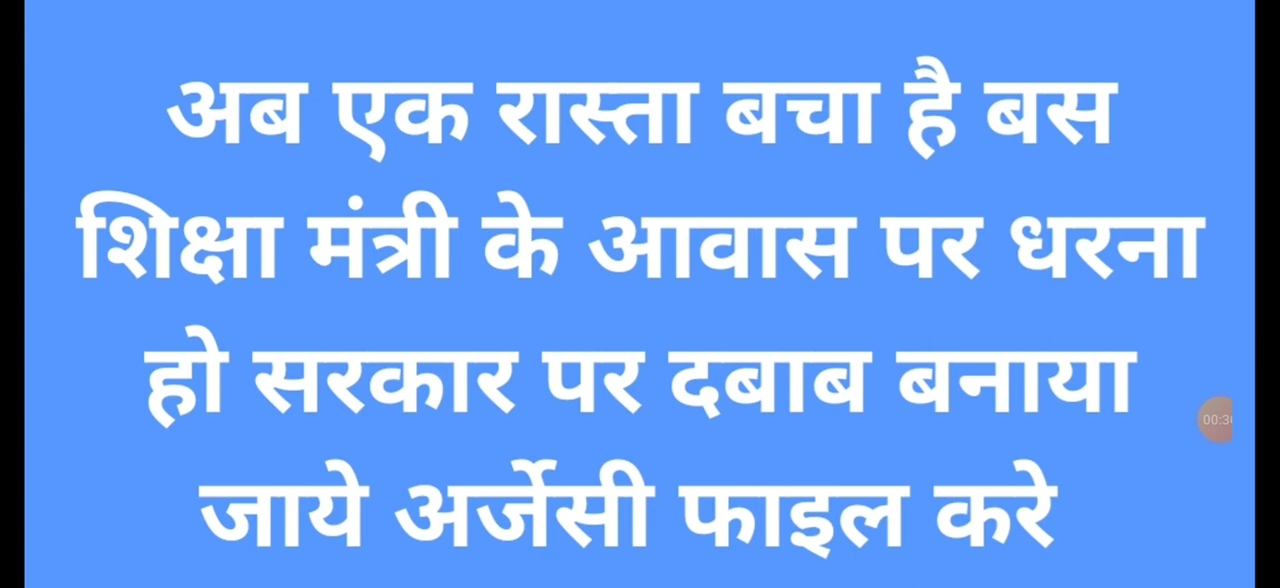 अब एक रास्ता बचा है बस
शिक्षा मंत्री के आवास पर धरना
हो सरकार पर दबाब बनाया
जाये अर्जेसी फाइल करे